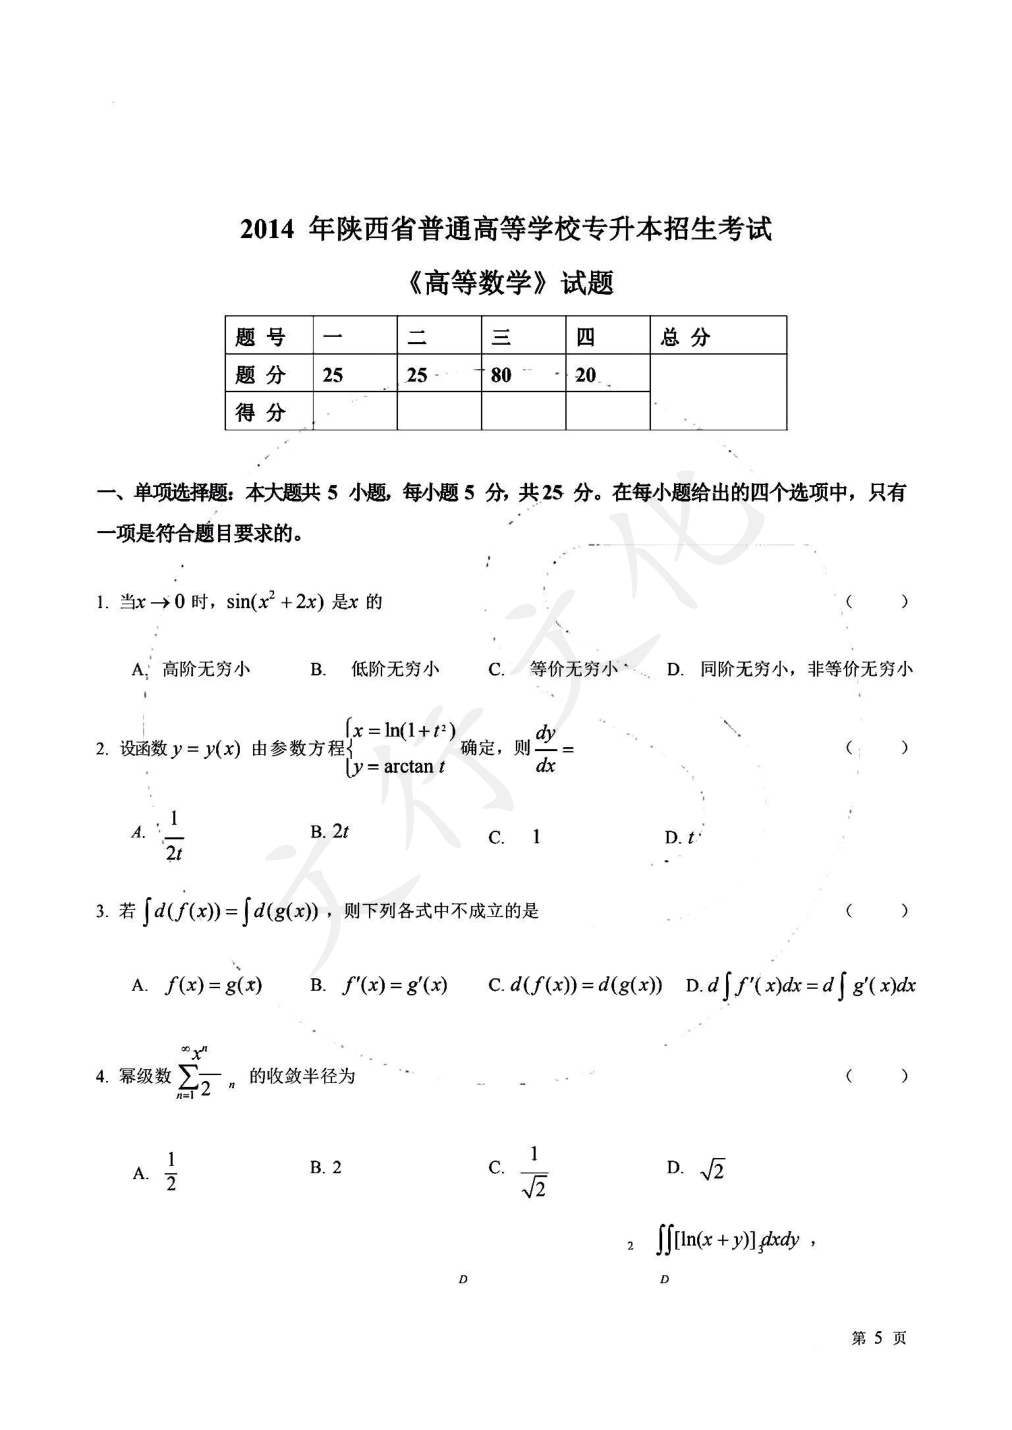 2014 年陕西省普通高等学校专升本招生考试
《高等数学》试题
题 号 一 二 三 四 总 分
题 分 25 25 80 20
得 分
一、单项选择题：本大题共 5 小题，每小题 5 分，共 25 分。在每小题给出的四个选项中，只有
一项是符合题目要求的。
1. 当x → 0 时，sin(x² + 2x) 是x 的 （ ）
A. 高阶无穷小 B. 低阶无穷小 C. 等价无穷小 D. 同阶无穷小，非等价无穷小
2. 设函数 y = y(x) 由参数方程{x = ln(1+ t²) y = arctan t 确定，则 dy/dx = （ ）
A. 1/2t B. 2t C. 1 D. t
3. 若 ∫d(f(x)) = ∫d(g(x))，则下列各式中不成立的是 （ ）
A. f(x) = g(x) B. f′(x) = g′(x) C. d(f(x)) = d(g(x)) D. d∫f′(x)dx = d∫g′(x)dx
4. 幂级数 ∑_{n=1}^{∞} xⁿ/2 n 的收敛半径为 （ ）
A. 1/2 B. 2 C. 1/√2 D. √2
2 ∬[ln(x + y)]3dxdy ，
D D
第 5 页
文行文化